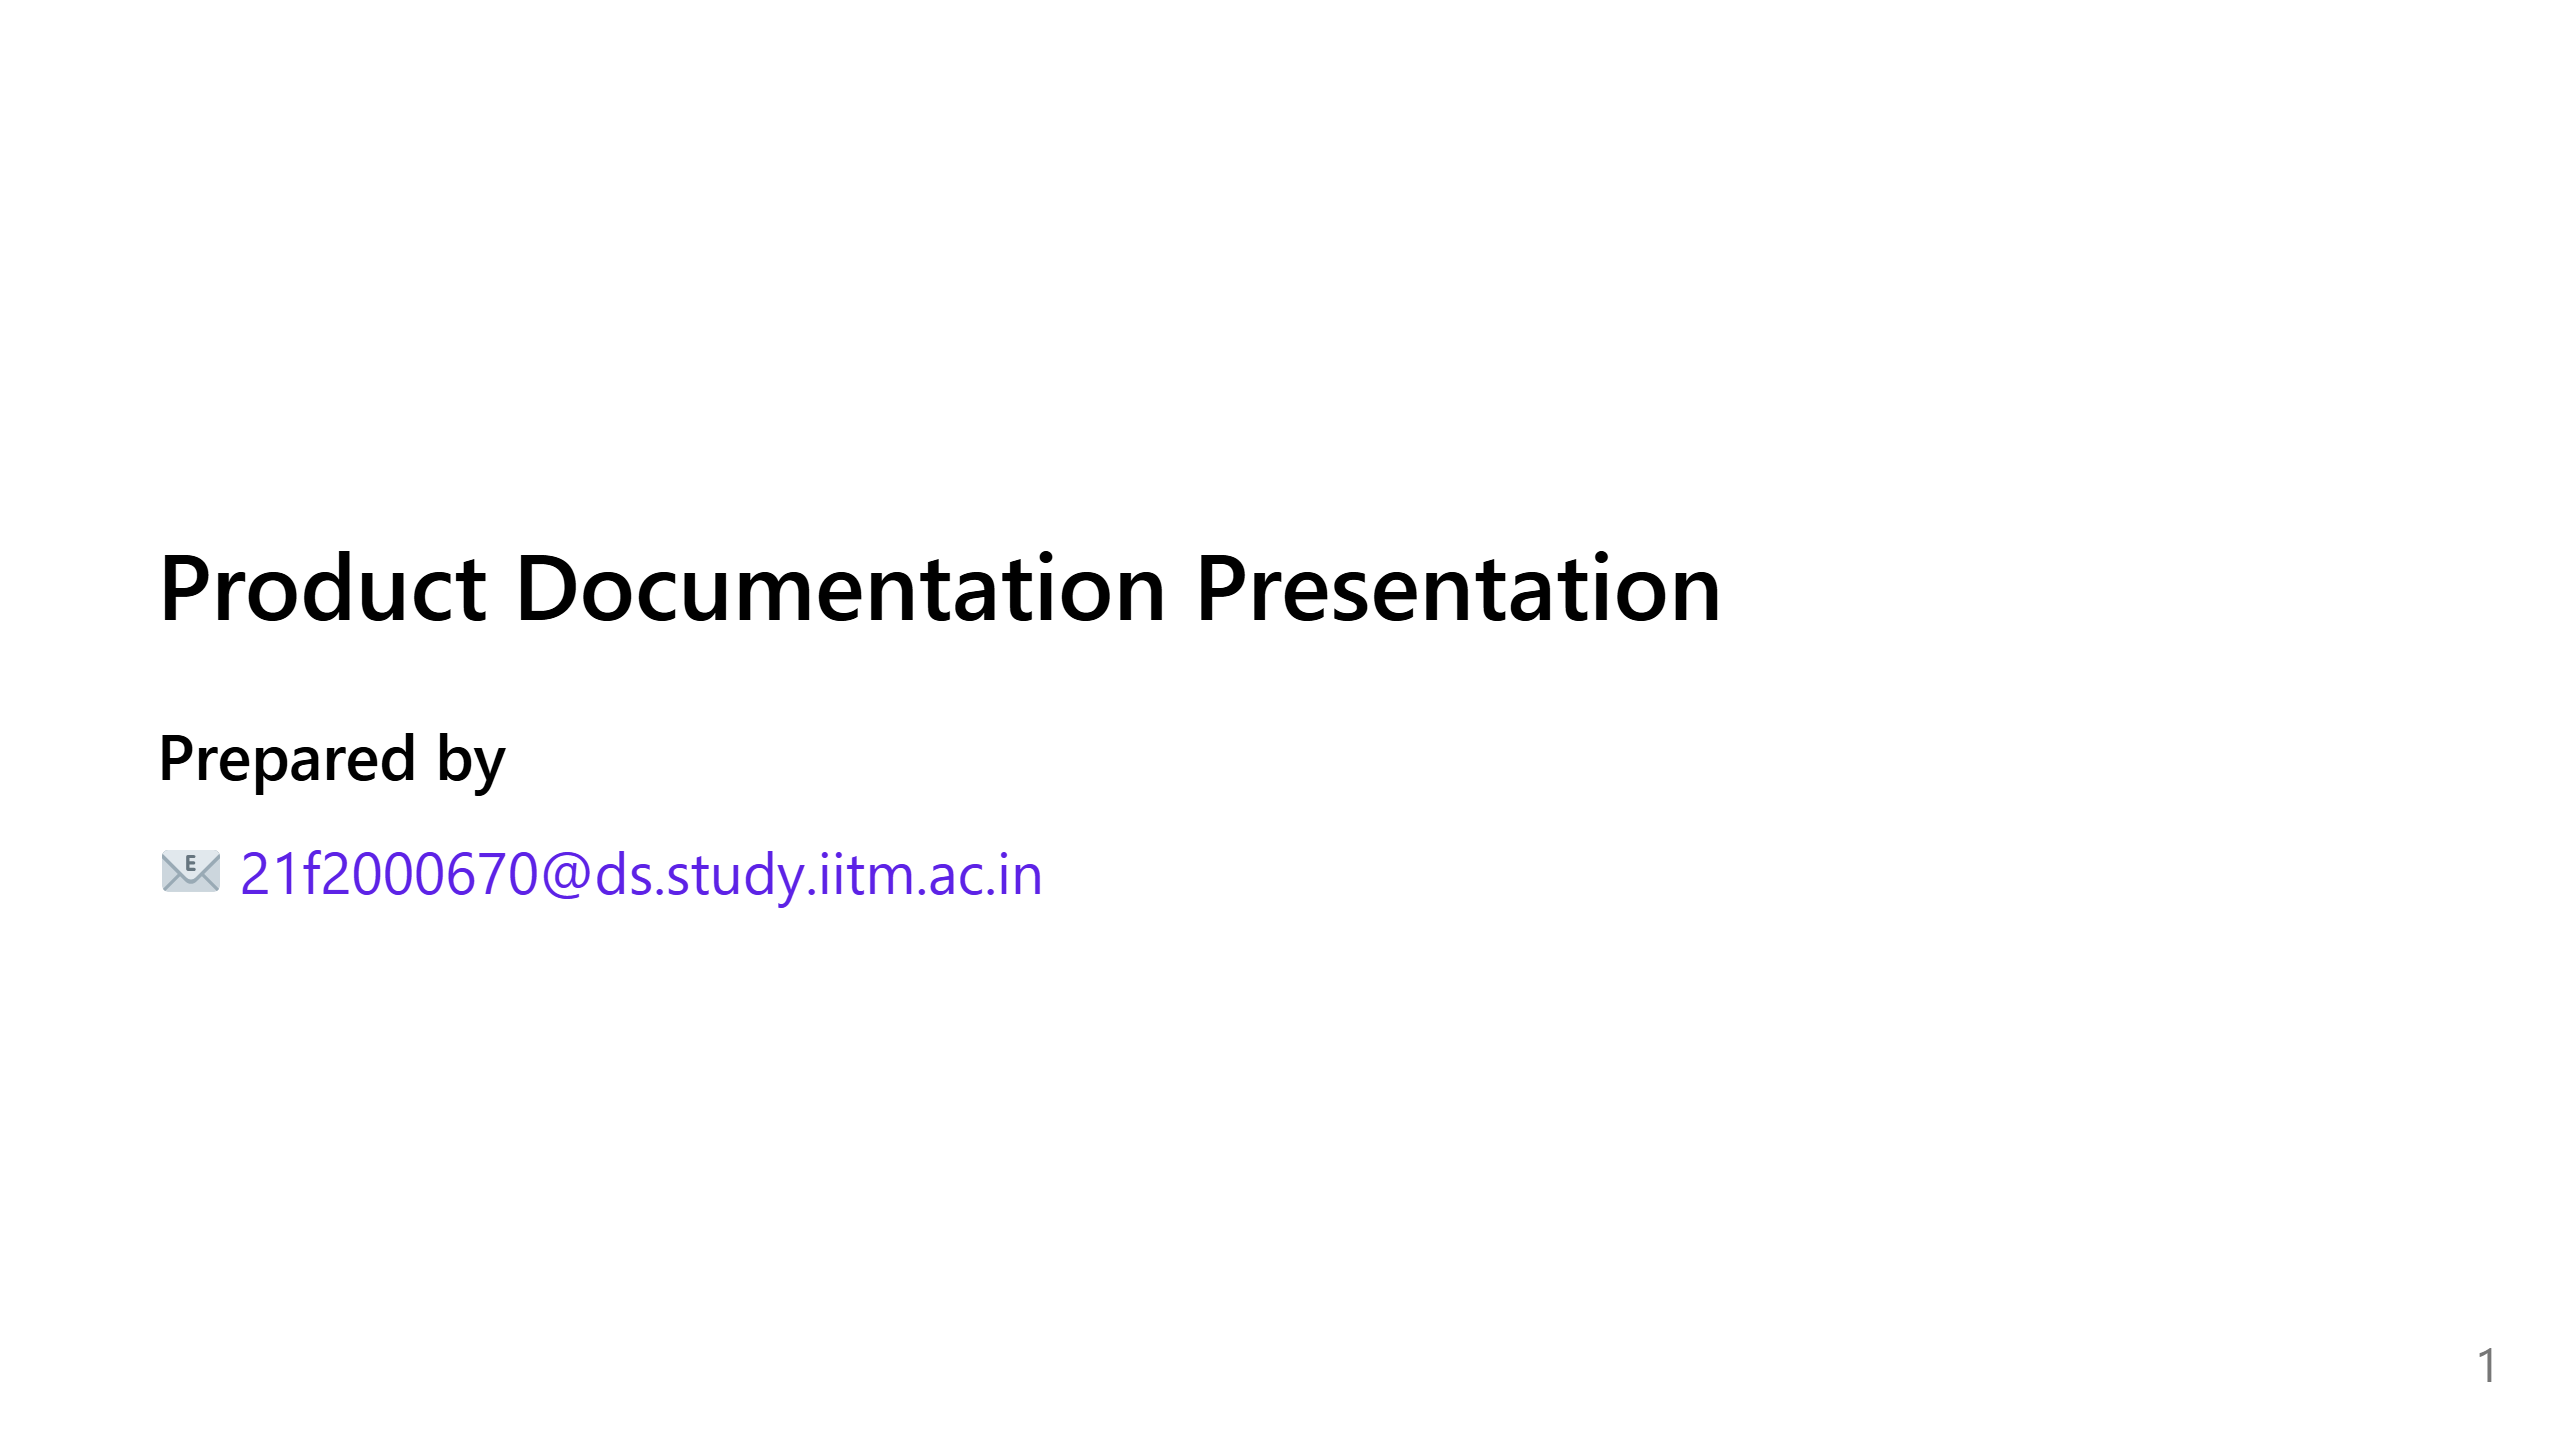 Product Documentation Presentation
Prepared by
📧 21f2000670@ds.study.iitm.ac.in
1